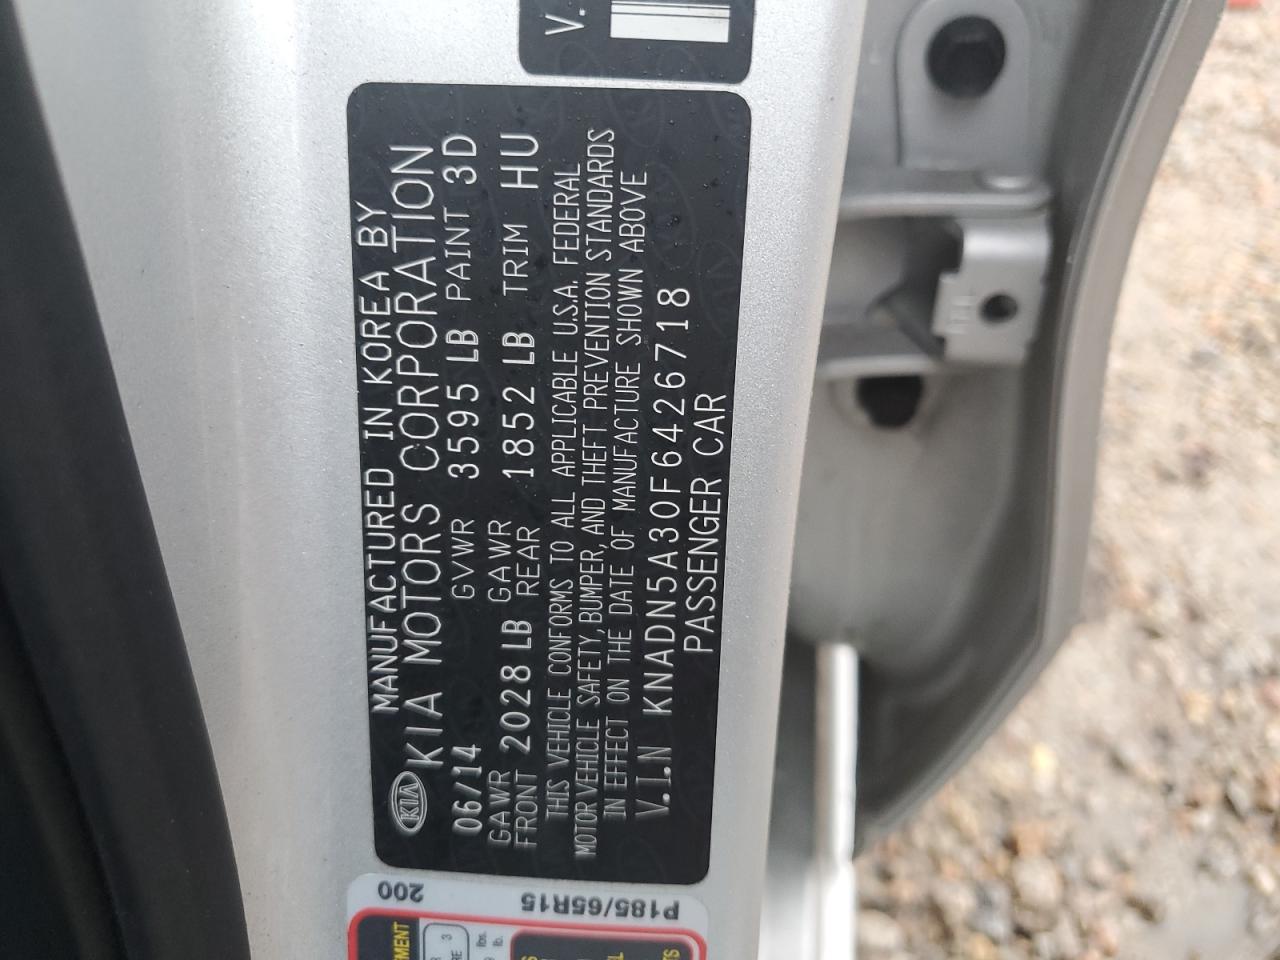 V.
MANUFACTURED IN KOREA BY
KIA KIA MOTORS CORPORATION
06/14 GVWR 3595 LB PAINT 3D
GAWR FRONT 2028 LB GAWR REAR 1852 LB TRIM HU
THIS VEHICLE CONFORMS TO ALL APPLICABLE U.S.A. FEDERAL
MOTOR VEHICLE SAFETY, BUMPER, AND THEFT PREVENTION STANDARDS
IN EFFECT ON THE DATE OF MANUFACTURE SHOWN ABOVE
V.I.N KNADN5A30F6426718
PASSENGER CAR
P185/65R15
200